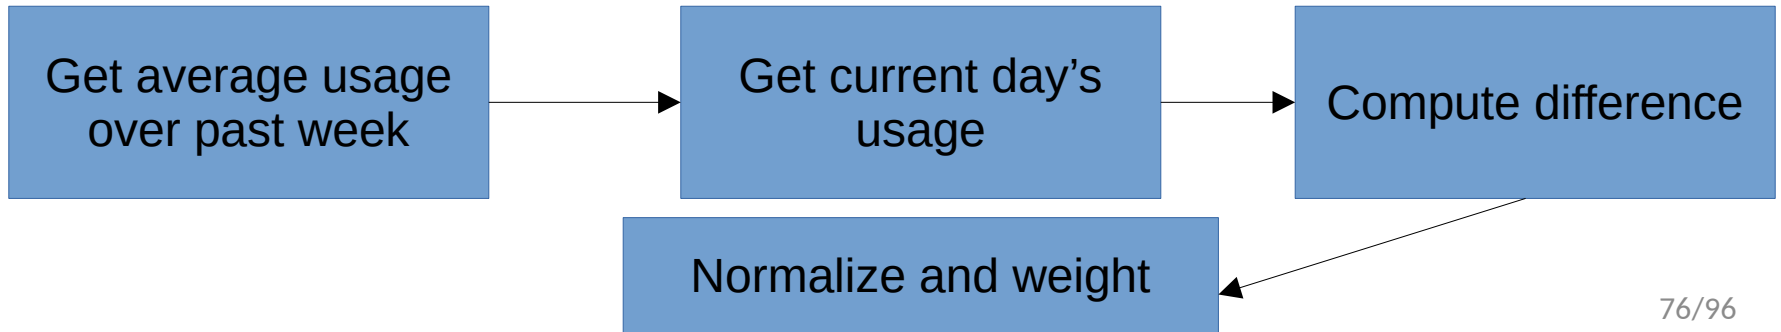 Get average usage
over past week
Get current day’s
usage
Compute difference
Normalize and weight
76/96